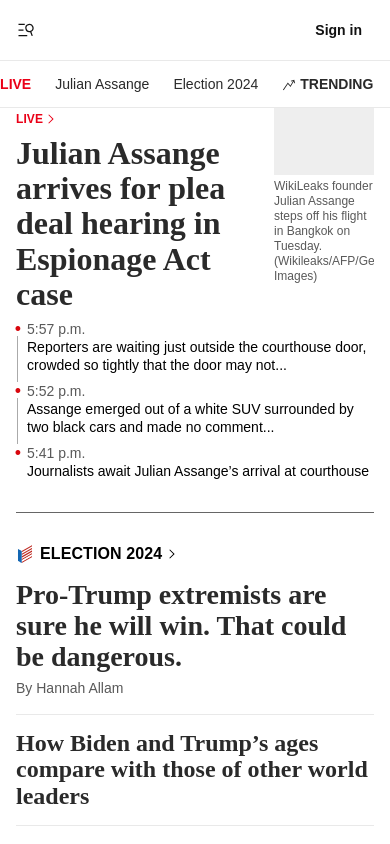 Sign in
LIVE Julian Assange Election 2024 TRENDING
LIVE
Julian Assange
arrives for plea
deal hearing in
Espionage Act
case
WikiLeaks founder
Julian Assange
steps off his flight
in Bangkok on
Tuesday.
(Wikileaks/AFP/Ge
Images)
5:57 p.m.
Reporters are waiting just outside the courthouse door,
crowded so tightly that the door may not...
5:52 p.m.
Assange emerged out of a white SUV surrounded by
two black cars and made no comment...
5:41 p.m.
Journalists await Julian Assange’s arrival at courthouse
ELECTION 2024
Pro-Trump extremists are
sure he will win. That could
be dangerous.
By Hannah Allam
How Biden and Trump’s ages
compare with those of other world
leaders